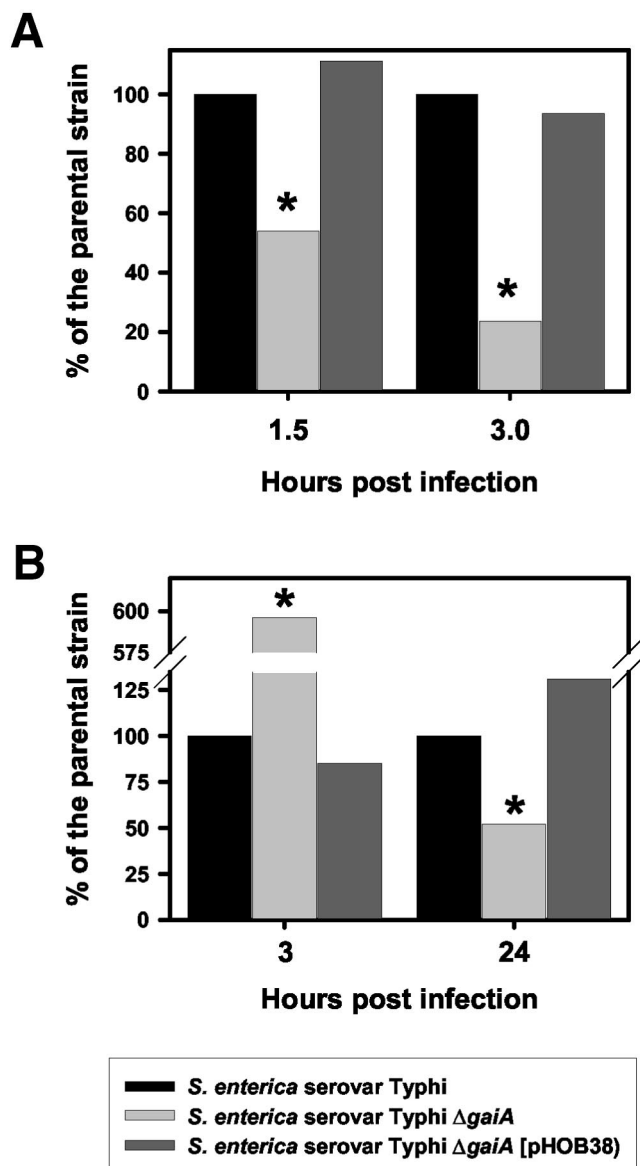 A
% of the parental strain
100
80
60
40
20
0
*
*
1.5 3.0
Hours post infection
B
% of the parental strain
600
575
125
100
75
50
25
0
*
*
3 24
Hours post infection
S. enterica serovar Typhi
S. enterica serovar Typhi ΔgaiA
S. enterica serovar Typhi ΔgaiA [pHOB38)